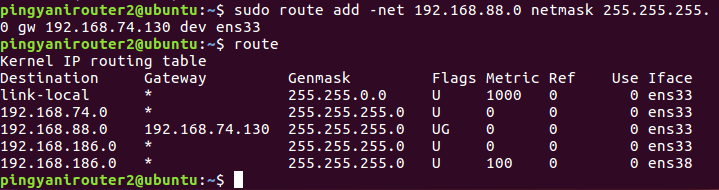 pingyanirouter2@ubuntu:~$ sudo route add -net 192.168.88.0 netmask 255.255.255.
0 gw 192.168.74.130 dev ens33
pingyanirouter2@ubuntu:~$ route
Kernel IP routing table
Destination     Gateway         Genmask         Flags Metric Ref    Use Iface
link-local      *               255.255.0.0     U     1000   0        0 ens33
192.168.74.0    *               255.255.255.0   U     0      0        0 ens33
192.168.88.0    192.168.74.130  255.255.255.0   UG    0      0        0 ens33
192.168.186.0   *               255.255.255.0   U     0      0        0 ens33
192.168.186.0   *               255.255.255.0   U     100    0        0 ens38
pingyanirouter2@ubuntu:~$